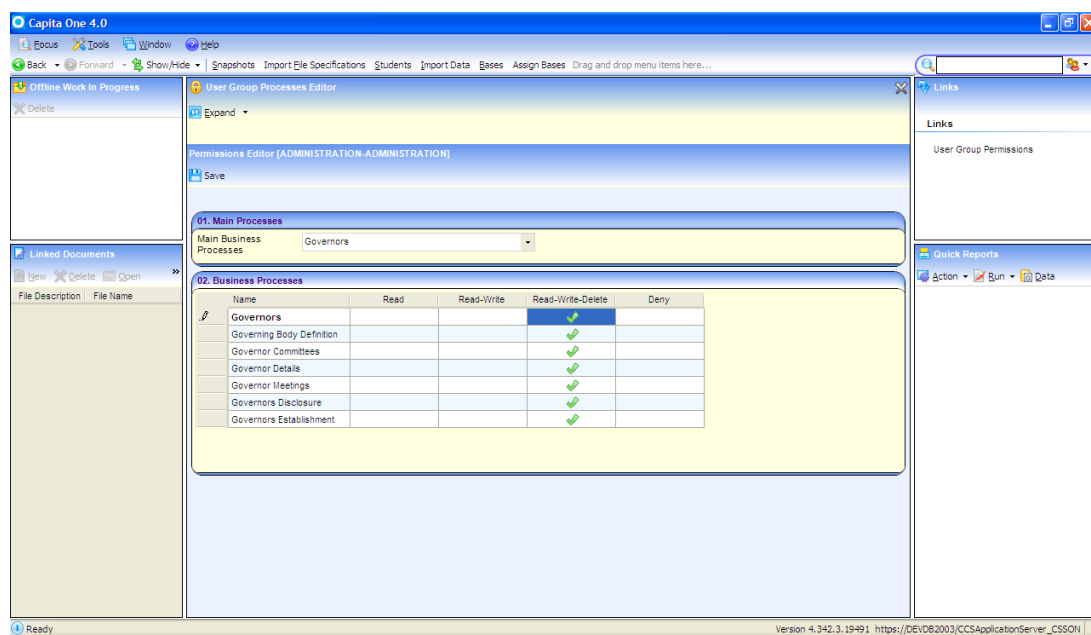 Capita One 4.0
Focus Tools Window Help
Back Forward Show/Hide Snapshots Import File Specifications Students Import Data Bases Assign Bases Drag and drop menu items here...
Offline Work In Progress
Delete
User Group Processes Editor
Expand
Permissions Editor [ADMINISTRATION-ADMINISTRATION]
Save
01. Main Processes
Main Business
Processes
Governors
02. Business Processes
Name Read Read-Write Read-Write-Delete Deny
Governors
Governing Body Definition
Governor Committees
Governor Details
Governor Meetings
Governors Disclosure
Governors Establishment
Links
Links
User Group Permissions
Linked Documents
New Delete Open »
File Description File Name
Quick Reports
Action Run Data
Ready
Version 4.342.3.19491 https://DEVDB2003/CCSApplicationServer_CSSON